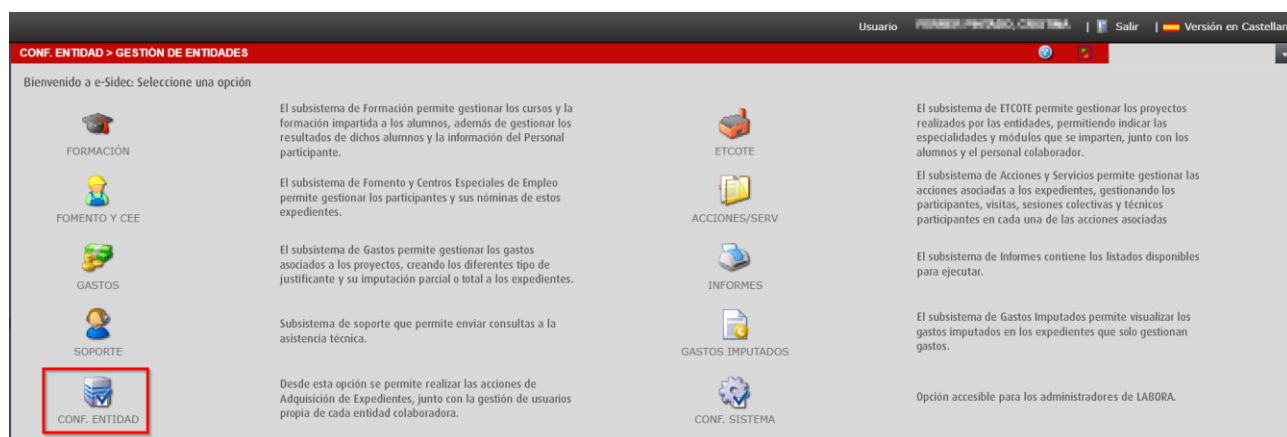 Usuario | Salir | Versión en Castellan
CONF. ENTIDAD > GESTIÓN DE ENTIDADES
Bienvenido a e-Sidec: Seleccione una opción
FORMACIÓN
El subsistema de Formación permite gestionar los cursos y la
formación impartida a los alumnos, además de gestionar los
resultados de dichos alumnos y la información del Personal
participante.
ETCOTE
El subsistema de ETCOTE permite gestionar los proyectos
realizados por las entidades, permitiendo indicar las
especialidades y módulos que se imparten, junto con los
alumnos y el personal colaborador.
FOMENTO Y CEE
El subsistema de Fomento y Centros Especiales de Empleo
permite gestionar los participantes y sus nóminas de estos
expedientes.
ACCIONES/SERV
El subsistema de Acciones y Servicios permite gestionar las
acciones asociadas a los expedientes, gestionando los
participantes, visitas, sesiones colectivas y técnicos
participantes en cada una de las acciones asociadas
GASTOS
El subsistema de Gastos permite gestionar los gastos
asociados a los proyectos, creando los diferentes tipo de
justificante y su imputación parcial o total a los expedientes.
INFORMES
El subsistema de Informes contiene los listados disponibles
para ejecutar.
SOPORTE
Subsistema de soporte que permite enviar consultas a la
asistencia técnica.
GASTOS IMPUTADOS
El subsistema de Gastos Imputados permite visualizar los
gastos imputados en los expedientes que solo gestionan
gastos.
CONF. ENTIDAD
Desde esta opción se permite realizar las acciones de
Adquisición de Expedientes, junto con la gestión de usuarios
propia de cada entidad colaboradora.
CONF. SISTEMA
Opción accesible para los administradores de LABORA.